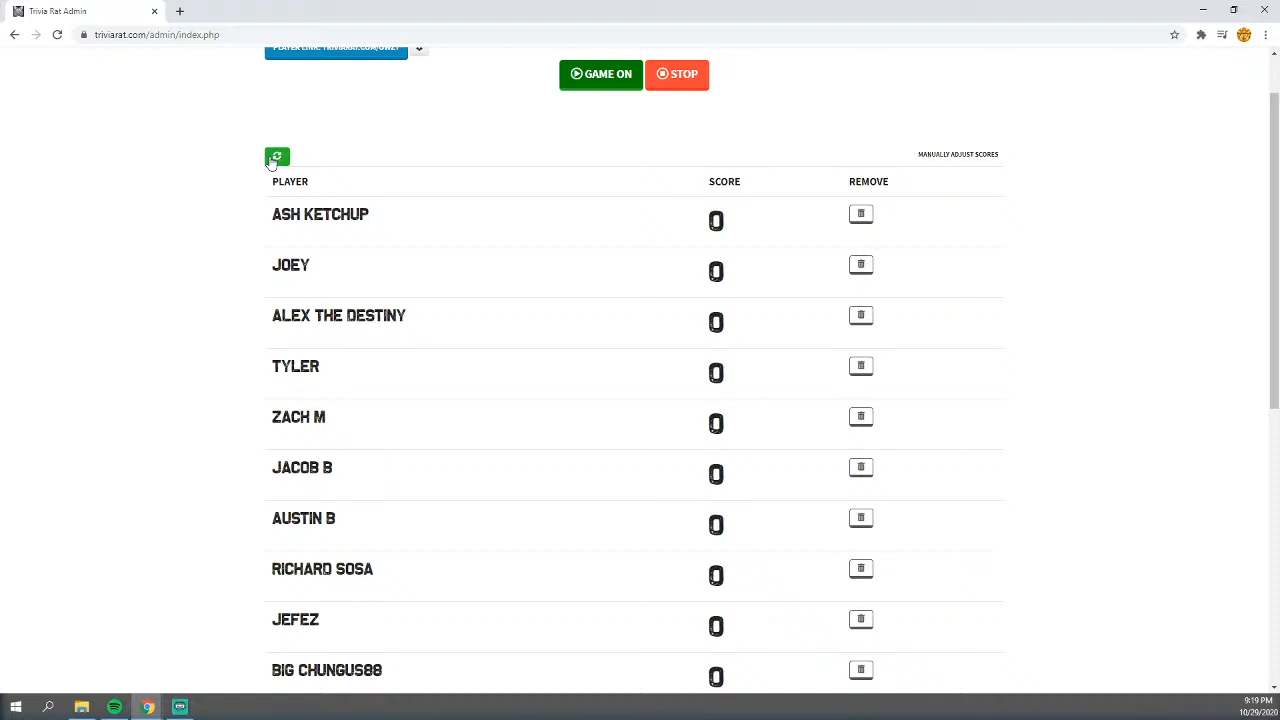 Trivia Rat Admin
triviarat.com/admin/index.php
GAME ON
STOP
MANUALLY ADJUST SCORES
PLAYER SCORE REMOVE
ASH KETCHUP 0
JOEY 0
ALEX THE DESTINY 0
TYLER 0
ZACH M 0
JACOB B 0
AUSTIN B 0
RICHARD SOSA 0
JEFEZ 0
BIG CHUNGUS88 0
9:19 PM
10/29/2020